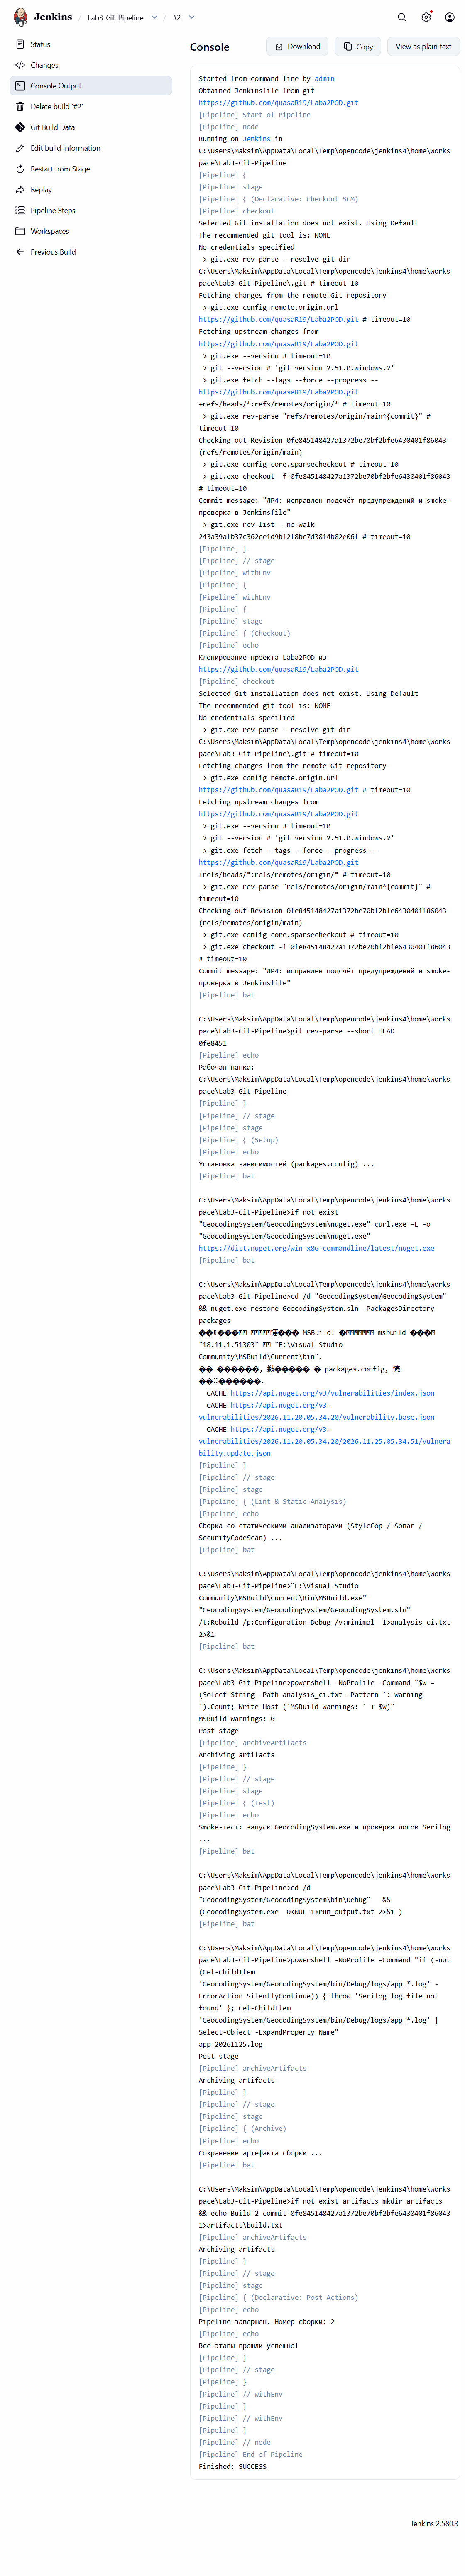 Jenkins / Lab3-Git-Pipeline / #2
Status
Changes
Console Output
Delete build '#2'
Git Build Data
Edit build information
Restart from Stage
Replay
Pipeline Steps
Workspaces
Previous Build
Console
Download
Copy
View as plain text
Started from command line by admin
Obtained Jenkinsfile from git
https://github.com/quasaR19/Laba2POD.git
[Pipeline] Start of Pipeline
[Pipeline] node
Running on Jenkins in
C:\Users\Maksim\AppData\Local\Temp\opencode\jenkins4\home\works
pace\Lab3-Git-Pipeline
[Pipeline] {
[Pipeline] stage
[Pipeline] { (Declarative: Checkout SCM)
[Pipeline] checkout
Selected Git installation does not exist. Using Default
The recommended git tool is: NONE
No credentials specified
> git.exe rev-parse --resolve-git-dir
C:\Users\Maksim\AppData\Local\Temp\opencode\jenkins4\home\works
pace\Lab3-Git-Pipeline\.git # timeout=10
Fetching changes from the remote Git repository
> git.exe config remote.origin.url
https://github.com/quasaR19/Laba2POD.git # timeout=10
Fetching upstream changes from
https://github.com/quasaR19/Laba2POD.git
> git.exe --version # timeout=10
> git --version # 'git version 2.51.0.windows.2'
> git.exe fetch --tags --force --progress --
https://github.com/quasaR19/Laba2POD.git
+refs/heads/*:refs/remotes/origin/* # timeout=10
> git.exe rev-parse "refs/remotes/origin/main^{commit}" #
timeout=10
Checking out Revision 0fe845148427a1372be70bf2bfe6430401f86043
(refs/remotes/origin/main)
> git.exe config core.sparsecheckout # timeout=10
> git.exe checkout -f 0fe845148427a1372be70bf2bfe6430401f86043
# timeout=10
Commit message: "ЛР4: исправлен подсчёт предупреждений и smoke-
проверка в Jenkinsfile"
> git.exe rev-list --no-walk
243a39afb37c362ce1d9bf2f8bc7d3814b82e06f # timeout=10
[Pipeline] }
[Pipeline] // stage
[Pipeline] withEnv
[Pipeline] {
[Pipeline] withEnv
[Pipeline] {
[Pipeline] stage
[Pipeline] { (Checkout)
[Pipeline] echo
Клонирование проекта Laba2POD из
https://github.com/quasaR19/Laba2POD.git
[Pipeline] checkout
Selected Git installation does not exist. Using Default
The recommended git tool is: NONE
No credentials specified
> git.exe rev-parse --resolve-git-dir
C:\Users\Maksim\AppData\Local\Temp\opencode\jenkins4\home\works
pace\Lab3-Git-Pipeline\.git # timeout=10
Fetching changes from the remote Git repository
> git.exe config remote.origin.url
https://github.com/quasaR19/Laba2POD.git # timeout=10
Fetching upstream changes from
https://github.com/quasaR19/Laba2POD.git
> git.exe --version # timeout=10
> git --version # 'git version 2.51.0.windows.2'
> git.exe fetch --tags --force --progress --
https://github.com/quasaR19/Laba2POD.git
+refs/heads/*:refs/remotes/origin/* # timeout=10
> git.exe rev-parse "refs/remotes/origin/main^{commit}" #
timeout=10
Checking out Revision 0fe845148427a1372be70bf2bfe6430401f86043
(refs/remotes/origin/main)
> git.exe config core.sparsecheckout # timeout=10
> git.exe checkout -f 0fe845148427a1372be70bf2bfe6430401f86043
# timeout=10
Commit message: "ЛР4: исправлен подсчёт предупреждений и smoke-
проверка в Jenkinsfile"
[Pipeline] bat
C:\Users\Maksim\AppData\Local\Temp\opencode\jenkins4\home\works
pace\Lab3-Git-Pipeline>git rev-parse --short HEAD
0fe8451
[Pipeline] echo
Рабочая папка:
C:\Users\Maksim\AppData\Local\Temp\opencode\jenkins4\home\works
pace\Lab3-Git-Pipeline
[Pipeline] }
[Pipeline] // stage
[Pipeline] stage
[Pipeline] { (Setup)
[Pipeline] echo
Установка зависимостей (packages.config) ...
[Pipeline] bat
C:\Users\Maksim\AppData\Local\Temp\opencode\jenkins4\home\works
pace\Lab3-Git-Pipeline>if not exist
"GeocodingSystem/GeocodingSystem\nuget.exe" curl.exe -L -o
"GeocodingSystem/GeocodingSystem\nuget.exe"
https://dist.nuget.org/win-x86-commandline/latest/nuget.exe
[Pipeline] bat
C:\Users\Maksim\AppData\Local\Temp\opencode\jenkins4\home\works
pace\Lab3-Git-Pipeline>cd /d "GeocodingSystem/GeocodingSystem"
&& nuget.exe restore GeocodingSystem.sln -PackagesDirectory
packages
MSBuild: msbuild
"18.11.1.51303" "E:\Visual Studio
Community\MSBuild\Current\bin".
packages.config,
CACHE https://api.nuget.org/v3/vulnerabilities/index.json
CACHE https://api.nuget.org/v3-
vulnerabilities/2026.11.20.05.34.20/vulnerability.base.json
CACHE https://api.nuget.org/v3-
vulnerabilities/2026.11.20.05.34.20/2026.11.25.05.34.51/vulnera
bility.update.json
[Pipeline] }
[Pipeline] // stage
[Pipeline] stage
[Pipeline] { (Lint & Static Analysis)
[Pipeline] echo
Сборка со статическими анализаторами (StyleCop / Sonar /
SecurityCodeScan) ...
[Pipeline] bat
C:\Users\Maksim\AppData\Local\Temp\opencode\jenkins4\home\works
pace\Lab3-Git-Pipeline>"E:\Visual Studio
Community\MSBuild\Current\Bin\MSBuild.exe"
"GeocodingSystem/GeocodingSystem/GeocodingSystem.sln"
/t:Rebuild /p:Configuration=Debug /v:minimal  1>analysis_ci.txt
2>&1
[Pipeline] bat
C:\Users\Maksim\AppData\Local\Temp\opencode\jenkins4\home\works
pace\Lab3-Git-Pipeline>powershell -NoProfile -Command "$w =
(Select-String -Path analysis_ci.txt -Pattern ': warning
').Count; Write-Host ('MSBuild warnings: ' + $w)"
MSBuild warnings: 0
Post stage
[Pipeline] archiveArtifacts
Archiving artifacts
[Pipeline] }
[Pipeline] // stage
[Pipeline] stage
[Pipeline] { (Test)
[Pipeline] echo
Smoke-тест: запуск GeocodingSystem.exe и проверка логов Serilog
...
[Pipeline] bat
C:\Users\Maksim\AppData\Local\Temp\opencode\jenkins4\home\works
pace\Lab3-Git-Pipeline>cd /d
"GeocodingSystem/GeocodingSystem\bin\Debug"   &&
(GeocodingSystem.exe  0<NUL 1>run_output.txt 2>&1 )
[Pipeline] bat
C:\Users\Maksim\AppData\Local\Temp\opencode\jenkins4\home\works
pace\Lab3-Git-Pipeline>powershell -NoProfile -Command "if (-not
(Get-ChildItem
'GeocodingSystem/GeocodingSystem/bin/Debug/logs/app_*.log' -
ErrorAction SilentlyContinue)) { throw 'Serilog log file not
found' }; Get-ChildItem
'GeocodingSystem/GeocodingSystem/bin/Debug/logs/app_*.log' |
Select-Object -ExpandProperty Name"
app_20261125.log
Post stage
[Pipeline] archiveArtifacts
Archiving artifacts
[Pipeline] }
[Pipeline] // stage
[Pipeline] stage
[Pipeline] { (Archive)
[Pipeline] echo
Сохранение артефакта сборки ...
[Pipeline] bat
C:\Users\Maksim\AppData\Local\Temp\opencode\jenkins4\home\works
pace\Lab3-Git-Pipeline>if not exist artifacts mkdir artifacts
&& echo Build 2 commit 0fe845148427a1372be70bf2bfe6430401f86043
1>artifacts\build.txt
[Pipeline] archiveArtifacts
Archiving artifacts
[Pipeline] }
[Pipeline] // stage
[Pipeline] stage
[Pipeline] { (Declarative: Post Actions)
[Pipeline] echo
Pipeline завершён. Номер сборки: 2
[Pipeline] echo
Все этапы прошли успешно!
[Pipeline] }
[Pipeline] // stage
[Pipeline] }
[Pipeline] // withEnv
[Pipeline] }
[Pipeline] // withEnv
[Pipeline] }
[Pipeline] // node
[Pipeline] End of Pipeline
Finished: SUCCESS
Jenkins 2.580.3